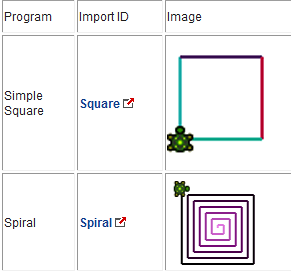 Program Import ID Image
Simple
Square
Square
Spiral Spiral